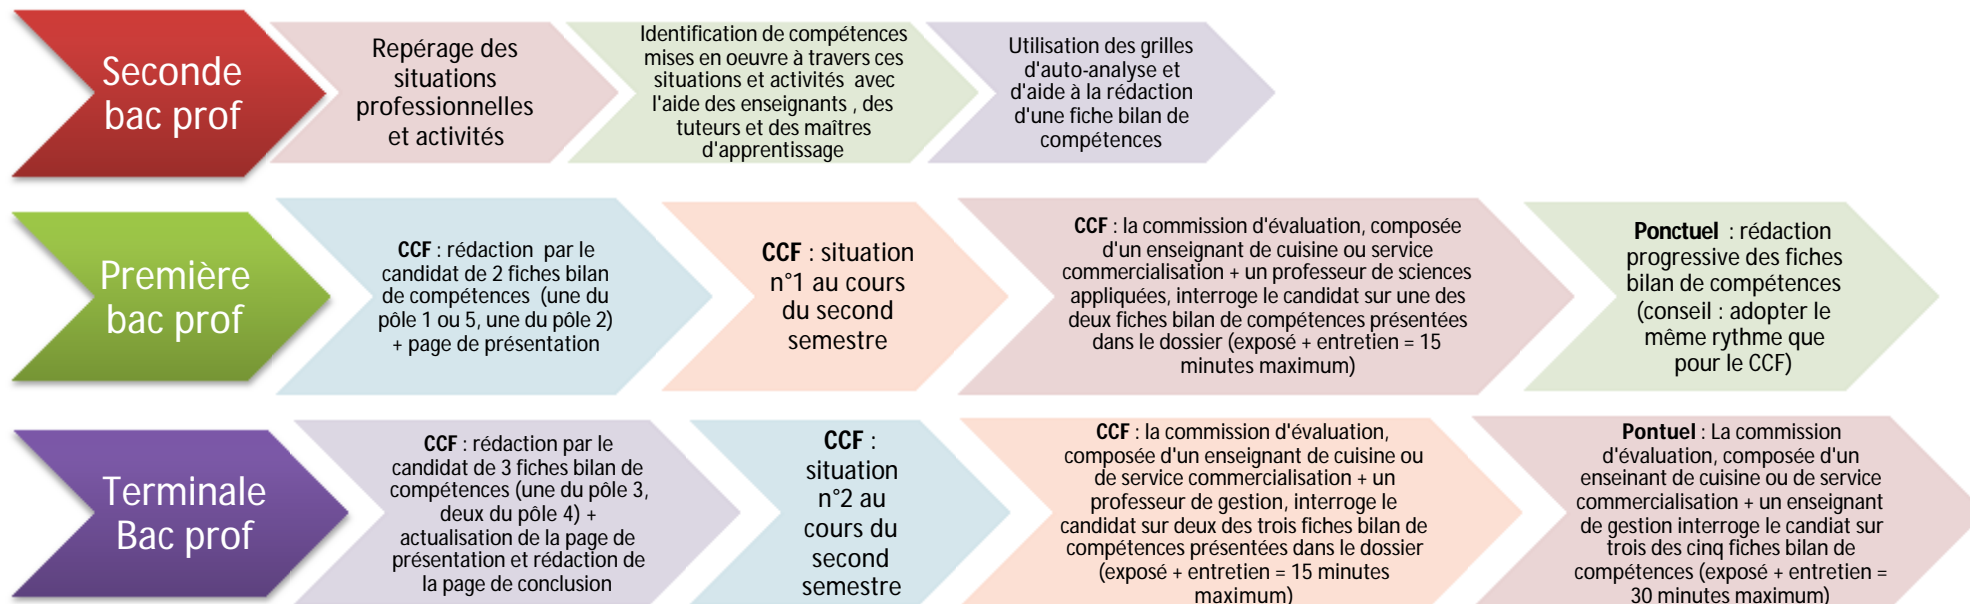 Seconde
bac prof
Repérage des
situations
professionnelles
et activités
Identification de compétences
mises en oeuvre à travers ces
situations et activités avec
l'aide des enseignants , des
tuteurs et des maîtres
d'apprentissage
Utilisation des grilles
d'auto-analyse et
d'aide à la rédaction
d'une fiche bilan de
compétences
Première
bac prof
CCF : rédaction par le
candidat de 2 fiches bilan
de compétences (une du
pôle 1 ou 5, une du pôle 2)
+ page de présentation
CCF : situation
n°1 au cours
du second
semestre
CCF : la commission d'évaluation, composée
d'un enseignant de cuisine ou service
commercialisation + un professeur de sciences
appliquées, interroge le candidat sur une des
deux fiches bilan de compétences présentées
dans le dossier (exposé + entretien = 15
minutes maximum)
Ponctuel : rédaction
progressive des fiches
bilan de compétences
(conseil : adopter le
même rythme que
pour le CCF)
Terminale
Bac prof
CCF : rédaction par le
candidat de 3 fiches bilan de
compétences (une du pôle 3,
deux du pôle 4) +
actualisation de la page de
présentation et rédaction de
la page de conclusion
CCF :
situation
n°2 au
cours du
second
semestre
CCF : la commission d'évaluation,
composée d'un enseignant de cuisine ou
de service commercialisation + un
professeur de gestion, interroge le
candidat sur deux des trois fiches bilan de
compétences présentées dans le dossier
(exposé + entretien = 15 minutes
maximum)
Pontuel : La commission
d'évaluation, composée d'un
enseinant de cuisine ou de service
commercialisation + un enseignant
de gestion interroge le candiat sur
trois des cinq fiches bilan de
compétences (exposé + entretien =
30 minutes maximum)